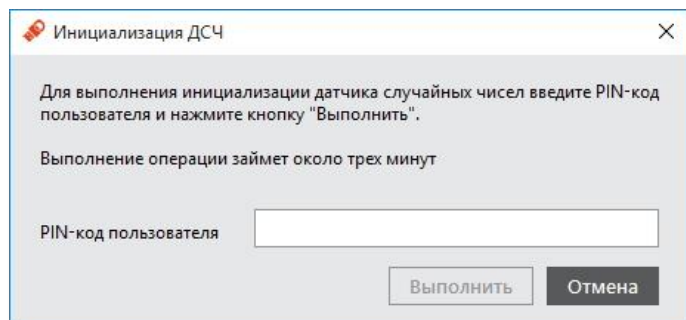 Инициализация ДСЧ
Для выполнения инициализации датчика случайных чисел введите PIN-код
пользователя и нажмите кнопку "Выполнить".
Выполнение операции займет около трех минут
PIN-код пользователя
Выполнить Отмена